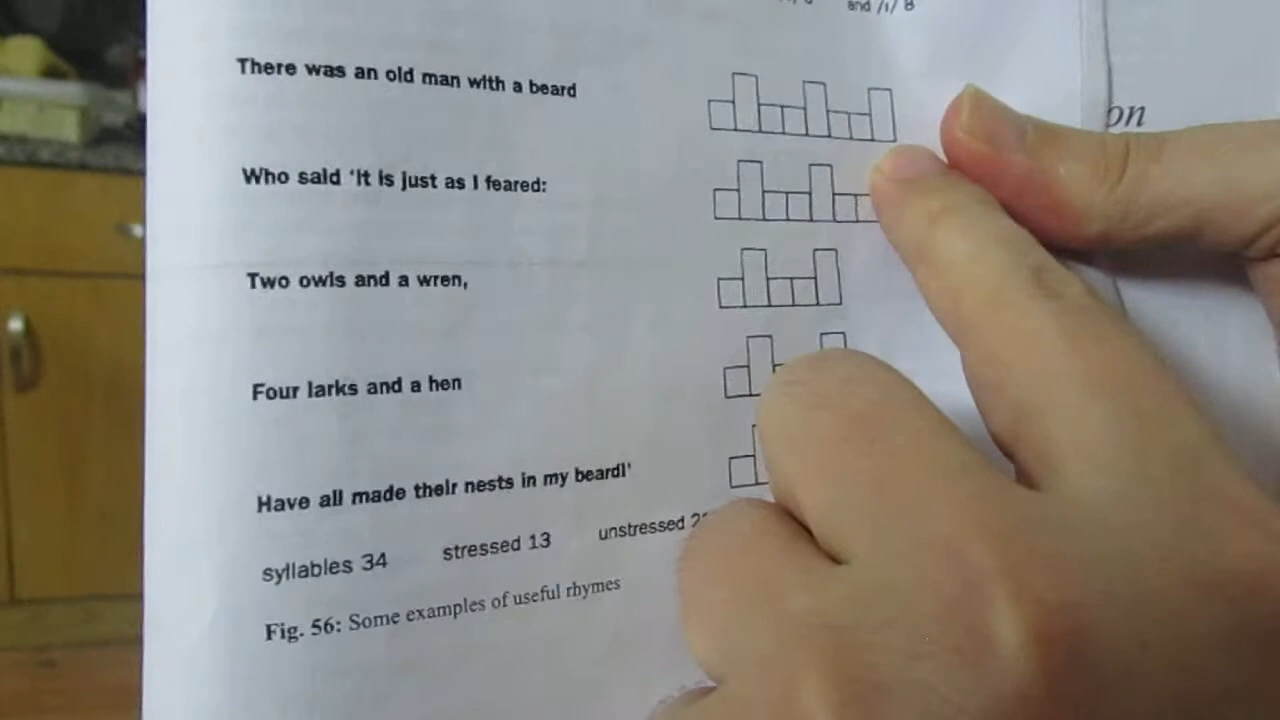 and /ɪ/ 8
There was an old man with a beard
on
Who said 'It is just as I feared:
Two owls and a wren,
Four larks and a hen
Have all made their nests in my beard!'
syllables 34 stressed 13 unstressed
Fig. 56: Some examples of useful rhymes